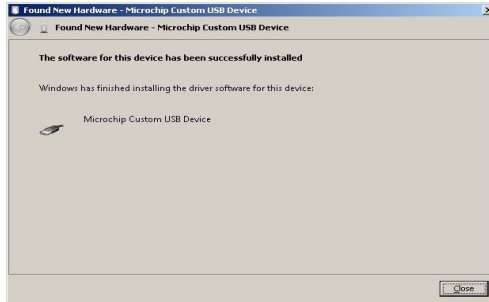 Found New Hardware - Microchip Custom USB Device
Found New Hardware - Microchip Custom USB Device
The software for this device has been successfully installed
Windows has finished installing the driver software for this device:
Microchip Custom USB Device
Close